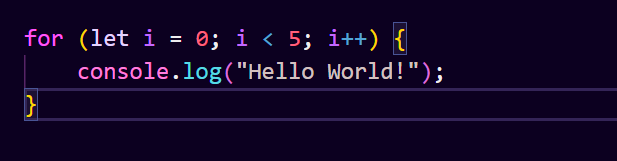 for (let i = 0; i < 5; i++) {
    console.log("Hello World!");
}